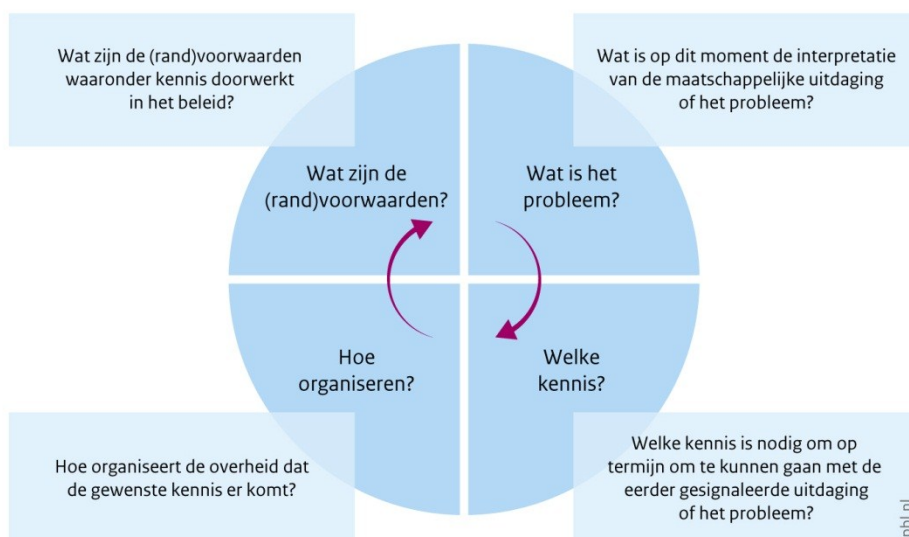 Wat zijn de (rand)voorwaarden
waaronder kennis doorwerkt
in het beleid?
Wat is op dit moment de interpretatie
van de maatschappelijke uitdaging
of het probleem?
Wat zijn de
(rand)voorwaarden?
Wat is het
probleem?
Hoe
organiseren?
Welke
kennis?
Hoe organiseert de overheid dat
de gewenste kennis er komt?
Welke kennis is nodig om op
termijn om te kunnen gaan met de
eerder gesignaleerde uitdaging
of het probleem?
pbl.nl